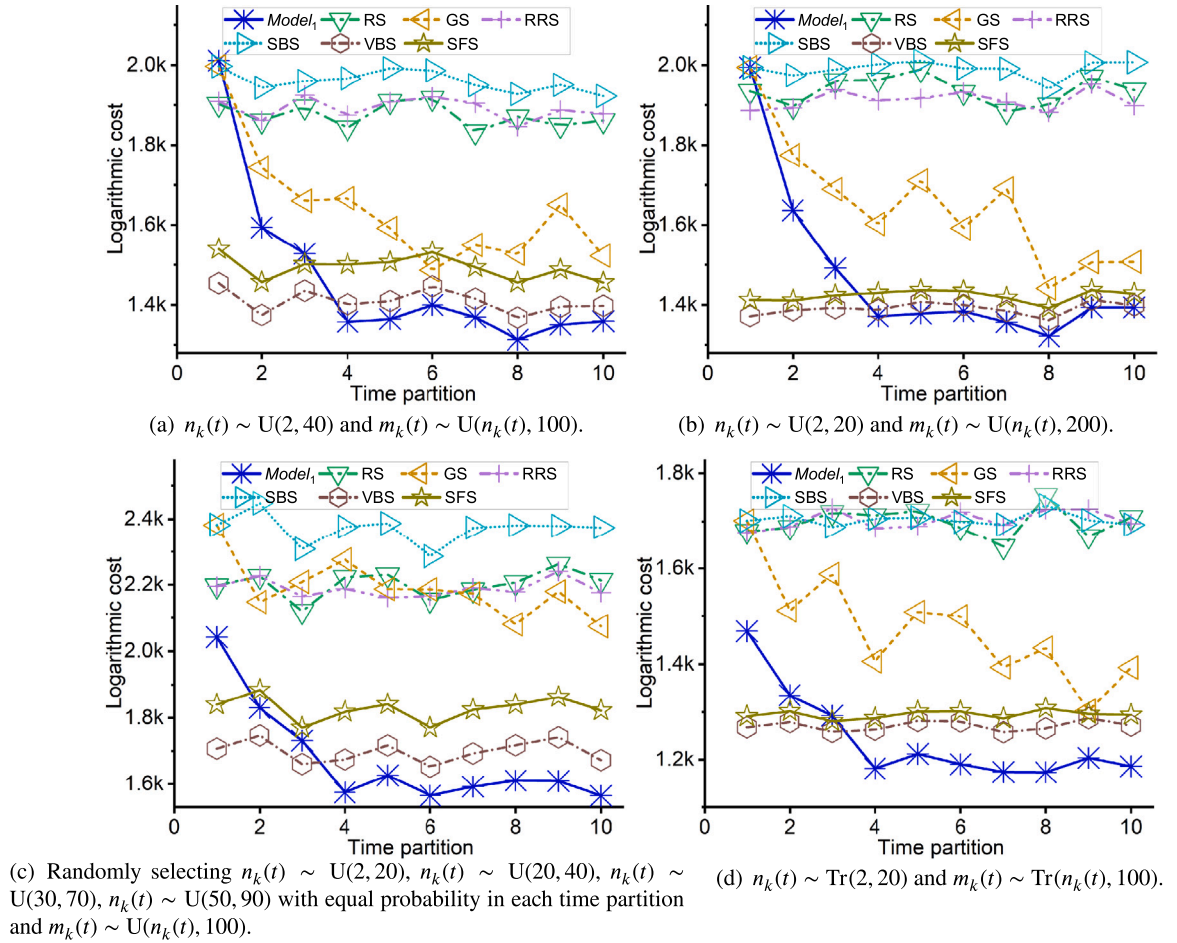 Model₁ RS GS RRS
SBS VBS SFS
2.0k
1.8k
1.6k
1.4k
Logarithmic cost
0 2 4 6 8 10
Time partition
(a) nₖ(t) ∼ U(2, 40) and mₖ(t) ∼ U(nₖ(t), 100).
Model₁ RS GS RRS
SBS VBS SFS
2.0k
1.8k
1.6k
1.4k
Logarithmic cost
0 2 4 6 8 10
Time partition
(b) nₖ(t) ∼ U(2, 20) and mₖ(t) ∼ U(nₖ(t), 200).
Model₁ RS GS RRS
SBS VBS SFS
2.4k
2.2k
2.0k
1.8k
1.6k
Logarithmic cost
0 2 4 6 8 10
Time partition
(c) Randomly selecting nₖ(t) ∼ U(2, 20), nₖ(t) ∼ U(20, 40), nₖ(t) ∼
U(30, 70), nₖ(t) ∼ U(50, 90) with equal probability in each time partition
and mₖ(t) ∼ U(nₖ(t), 100).
Model₁ RS GS RRS
SBS VBS SFS
1.8k
1.6k
1.4k
1.2k
Logarithmic cost
0 2 4 6 8 10
Time partition
(d) nₖ(t) ∼ Tr(2, 20) and mₖ(t) ∼ Tr(nₖ(t), 100).